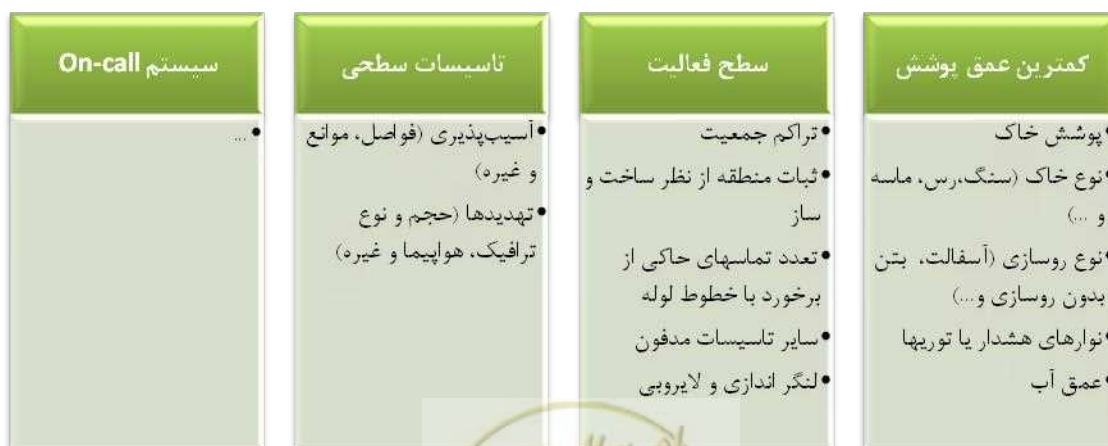 کمترین عمق پوشش
•پوشش خاک
•نوع خاک (سنگ،رس، ماسه
و ...)
•نوع روسازی (آسفالت، بتن
بدون روسازی و...)
•نوارهای هشدار یا توریها
•عمق آب
سطح فعالیت
•تراکم جمعیت
•ثبات منطقه از نظر ساخت و
ساز
•تعدد تماسهای حاکی از
برخورد با خطوط لوله
•سایر تاسیسات مدفون
•لنگر اندازی و لایروبی
تاسیسات سطحی
•آسیب‌پذیری (فواصل، موانع
و غیره)
•تهدیدها (حجم و نوع
ترافیک، هواپیما و غیره)
سیستم On-call
•...